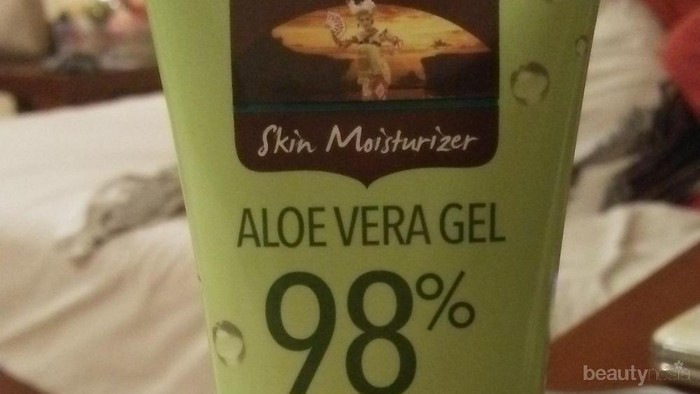 Skin Moisturizer
ALOE VERA GEL
98%
beautynesia